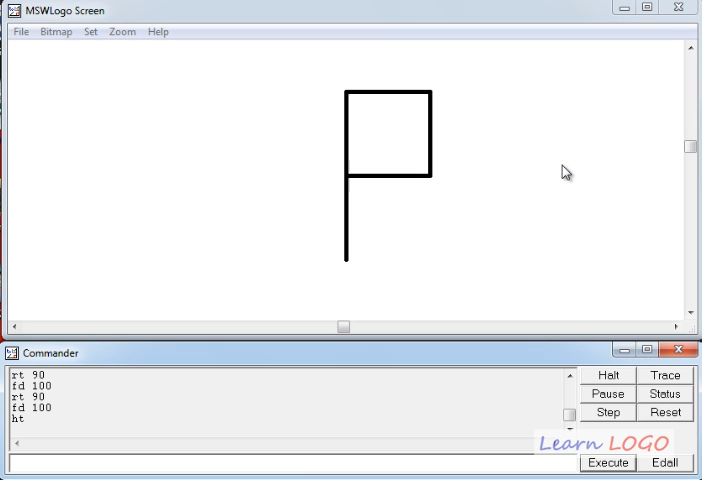 MSWLogo Screen
File Bitmap Set Zoom Help
Commander
rt 90
fd 100
rt 90
fd 100
ht
Halt Trace
Pause Status
Step Reset
Learn LOGO
Execute Edall